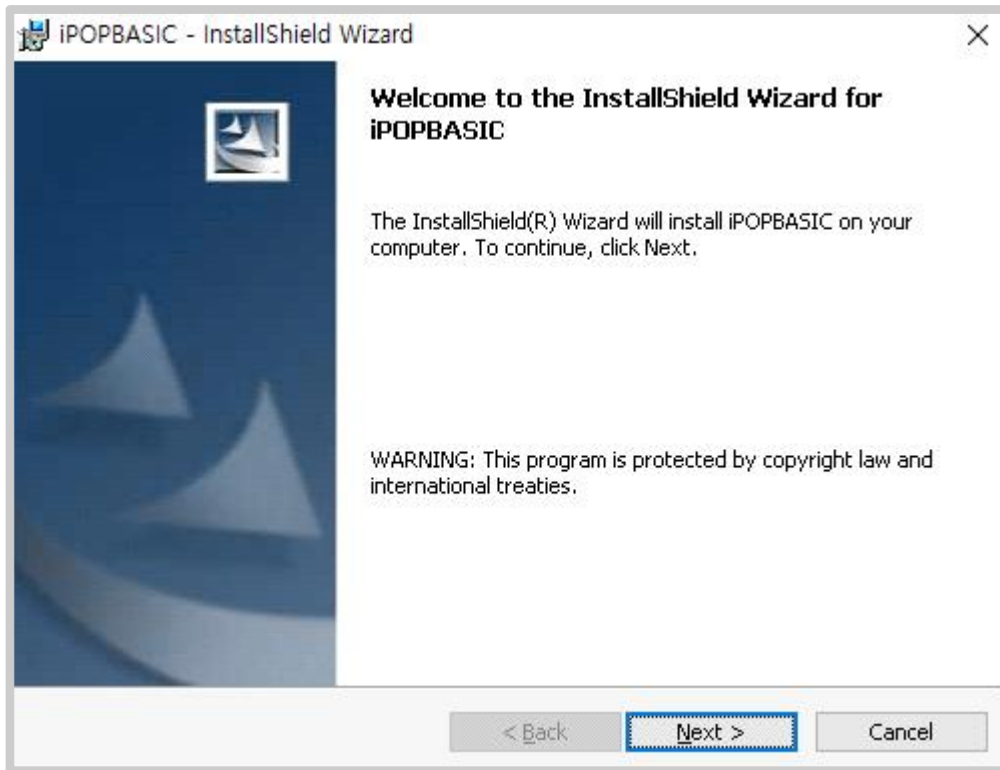 iPOPBASIC - InstallShield Wizard
Welcome to the InstallShield Wizard for
iPOPBASIC
The InstallShield(R) Wizard will install iPOPBASIC on your
computer. To continue, click Next.
WARNING: This program is protected by copyright law and
international treaties.
< Back
Next >
Cancel